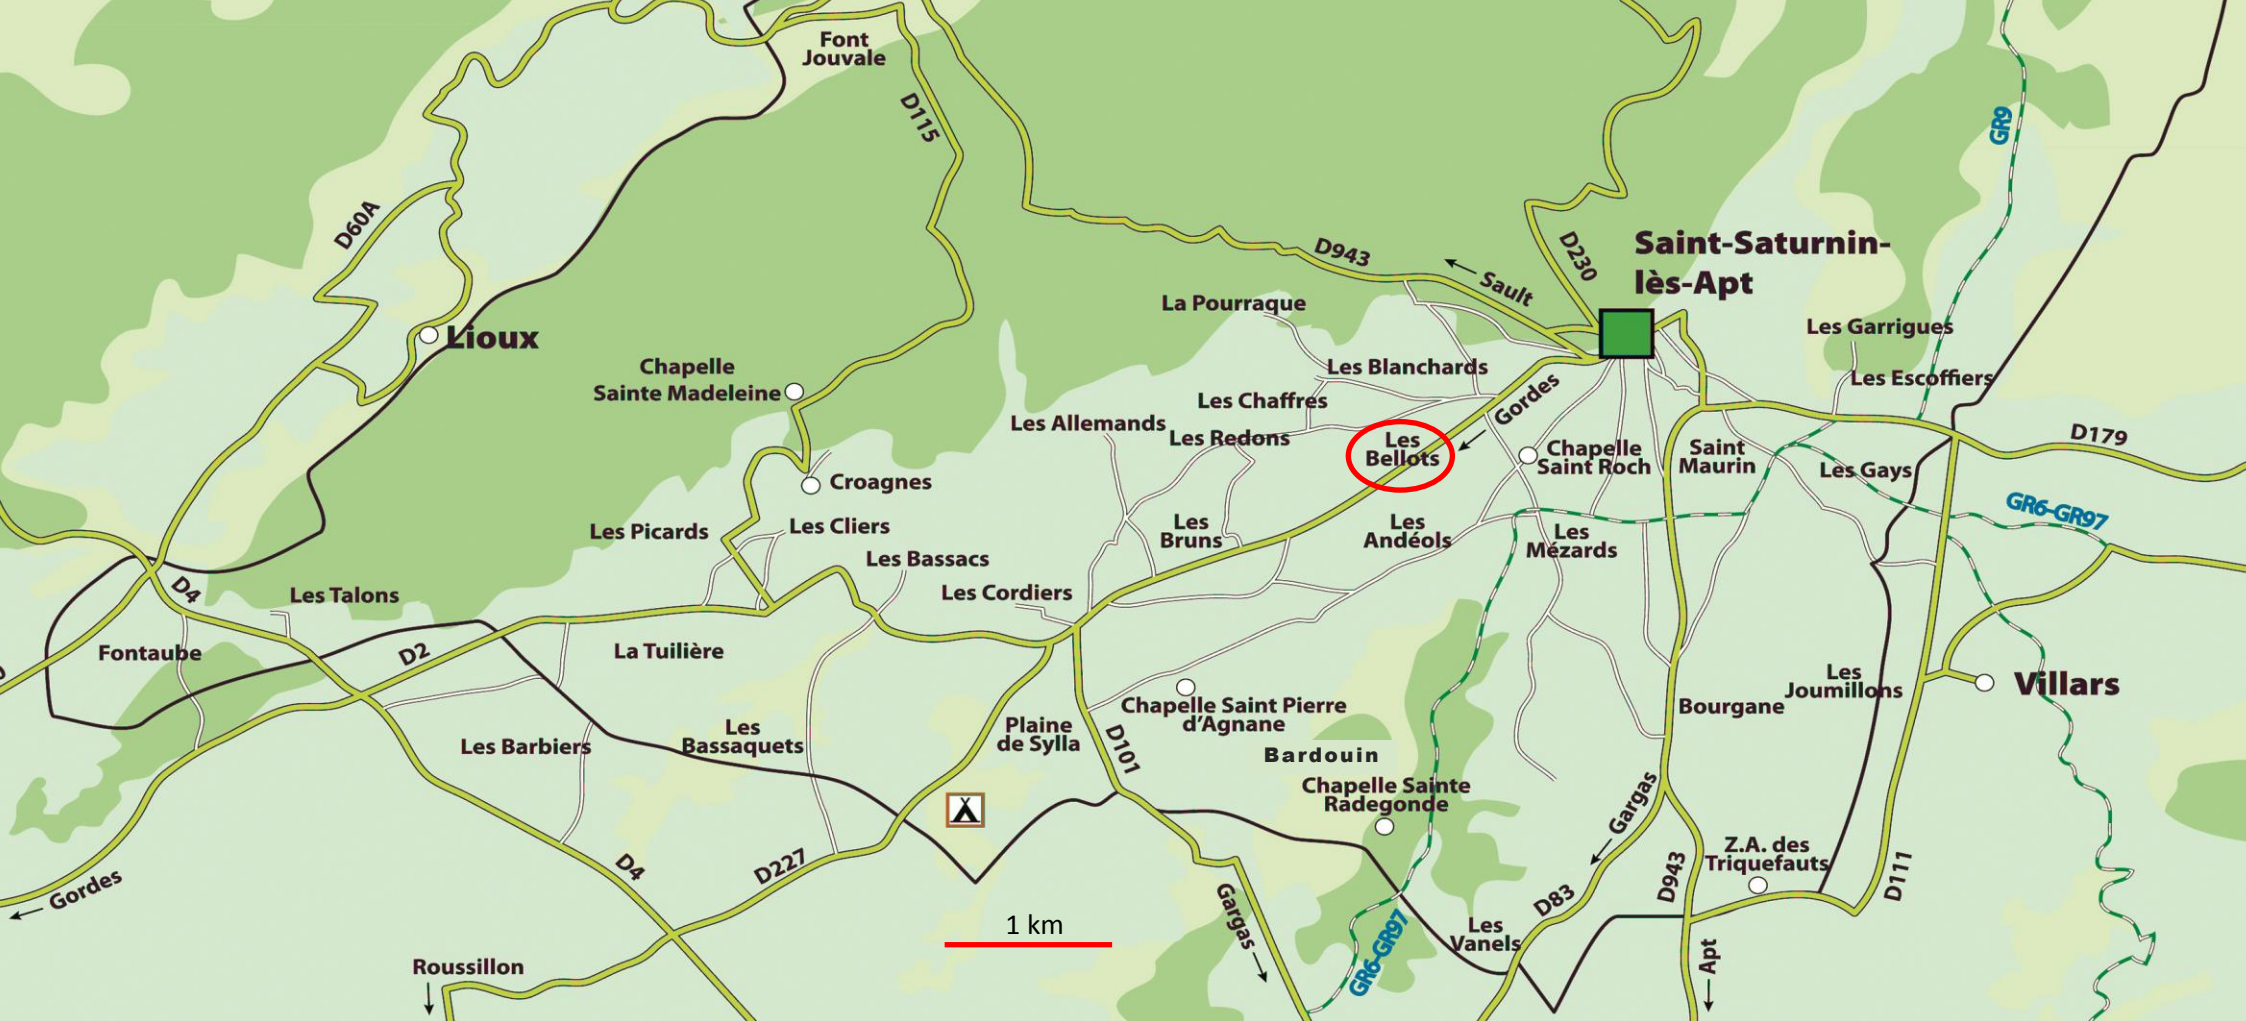 Font
Jouvale
D115
GR9
D60A
D943
Sault
D230
Saint-Saturnin-
lès-Apt
La Pourraque
Les Garrigues
Lioux
Chapelle
Sainte Madeleine
Les Blanchards
Les Escoffiers
Les Chaffres
Gordes
Les Allemands
Les Redons
Les
Bellots
Chapelle
Saint Roch
Saint
Maurin
D179
Les Gays
Croagnes
GR6-GR97
Les Picards
Les Cliers
Les
Bruns
Les
Andéols
Les
Mézards
Les Bassacs
D4
Les Talons
Les Cordiers
Fontaube
D2
La Tuilière
Les
Joumillons
Villars
Chapelle Saint Pierre
d'Agnane
Bourgane
Les Barbiers
Les
Bassaquets
Plaine
de Sylla
D101
Bardouin
Chapelle Sainte
Radegonde
Gargas
Z.A. des
Triquefauts
D4
D227
D943
D111
Gordes
1 km
Gargas
D83
GR6-GR97
Les
Vanels
Apt
Roussillon